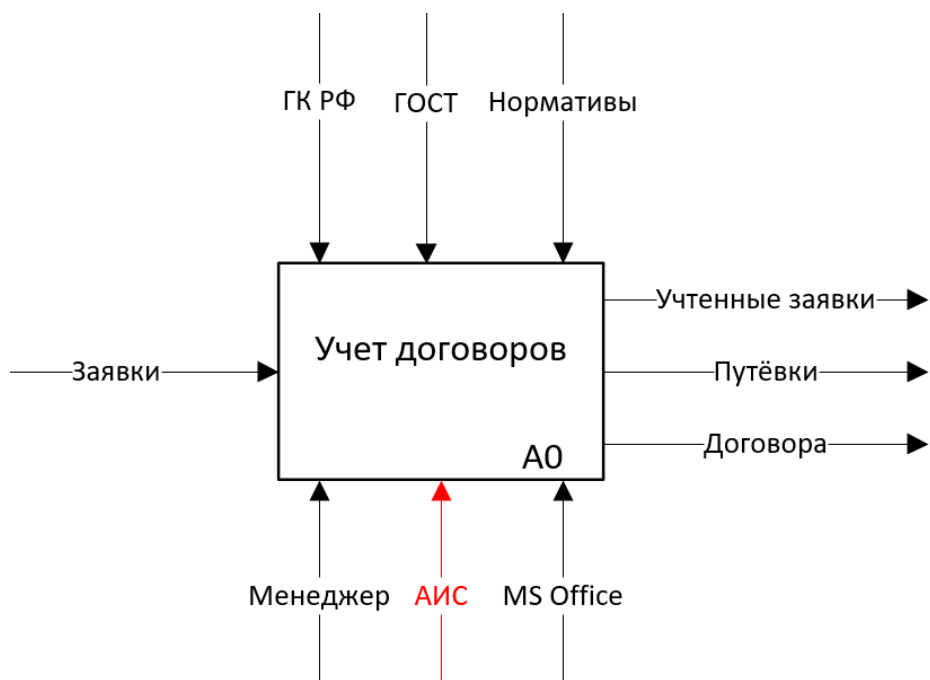 ГК РФ
ГОСТ
Нормативы
Учтенные заявки
Учет договоров
Заявки
Путёвки
Договора
А0
Менеджер
АИС
MS Office